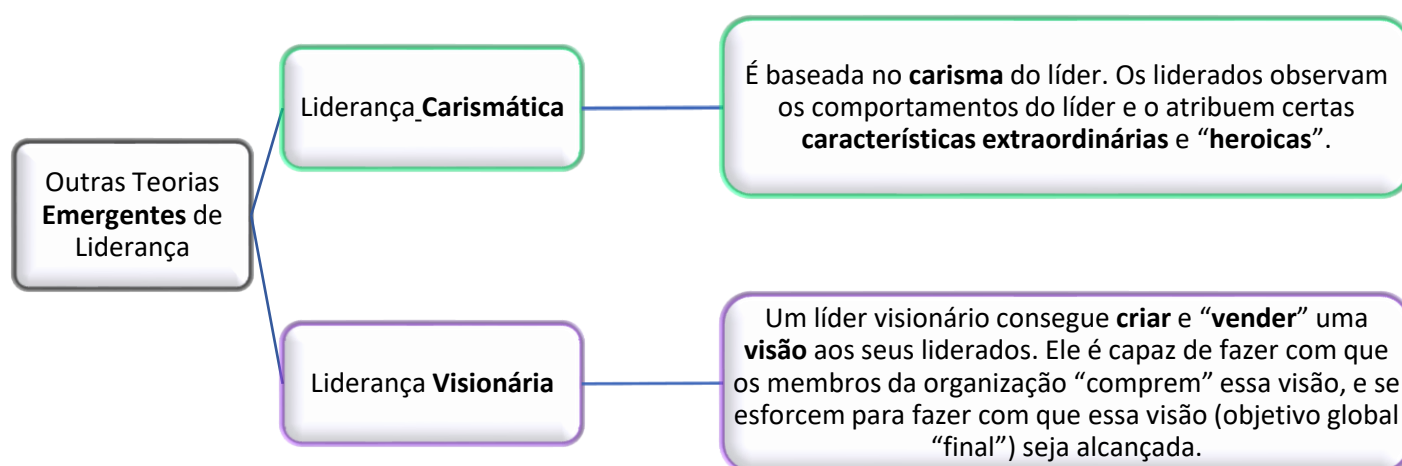 Outras Teorias
Emergentes de
Liderança
Liderança Carismática
É baseada no carisma do líder. Os liderados observam
os comportamentos do líder e o atribuem certas
características extraordinárias e “heroicas”.
Liderança Visionária
Um líder visionário consegue criar e “vender” uma
visão aos seus liderados. Ele é capaz de fazer com que
os membros da organização “comprem” essa visão, e se
esforcem para fazer com que essa visão (objetivo global
“final”) seja alcançada.